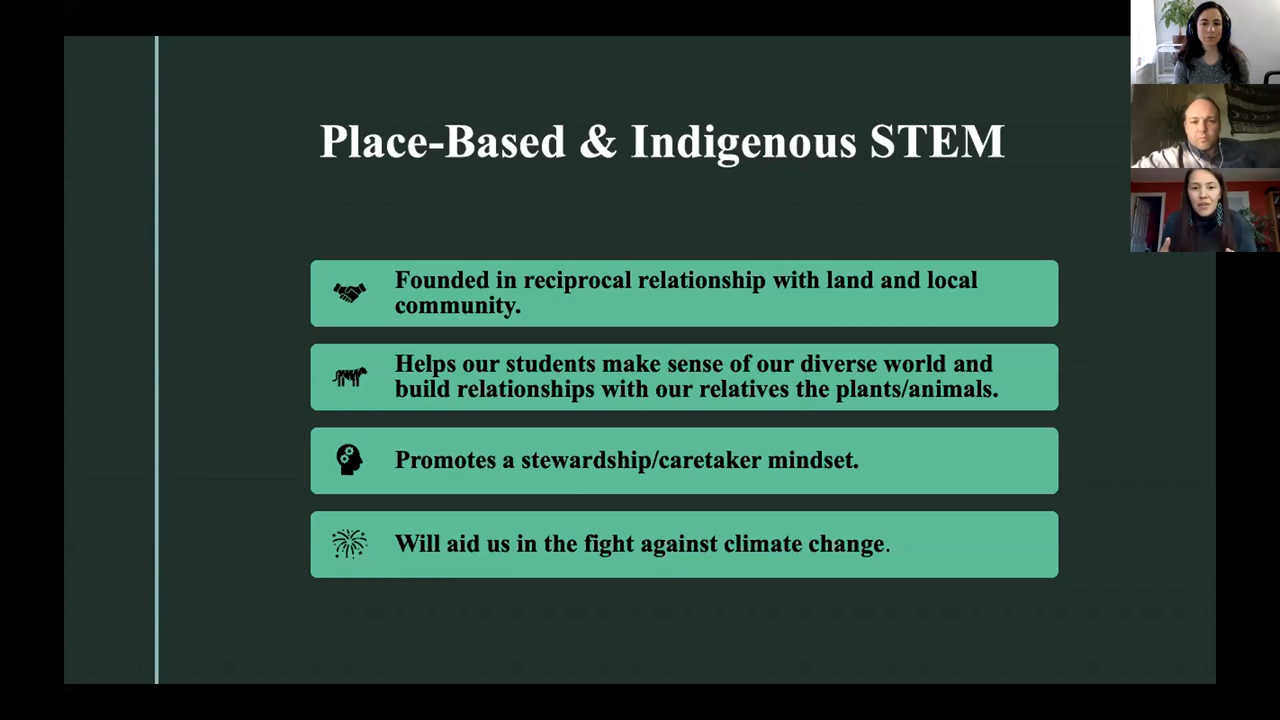 Place-Based & Indigenous STEM
Founded in reciprocal relationship with land and local
community.
Helps our students make sense of our diverse world and
build relationships with our relatives the plants/animals.
Promotes a stewardship/caretaker mindset.
Will aid us in the fight against climate change.